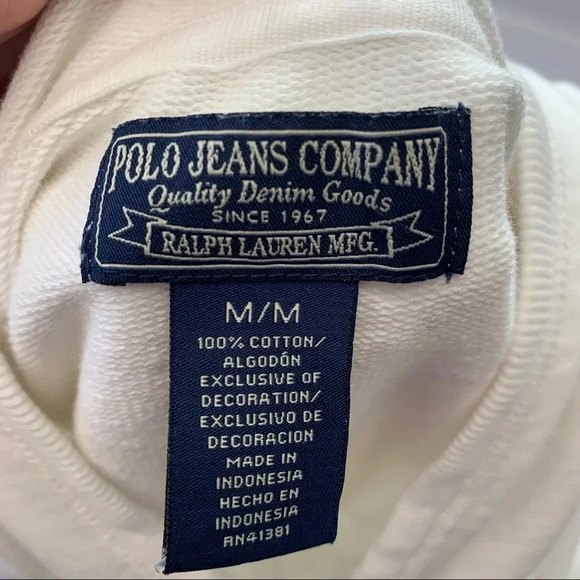 POLO JEANS COMPANY
Quality Denim Goods
SINCE 1967
RALPH LAUREN MFG.
M/M
100% COTTON/
ALGODÓN
EXCLUSIVE OF
DECORATION/
EXCLUSIVO DE
DECORACION
MADE IN
INDONESIA
HECHO EN
INDONESIA
RN41381